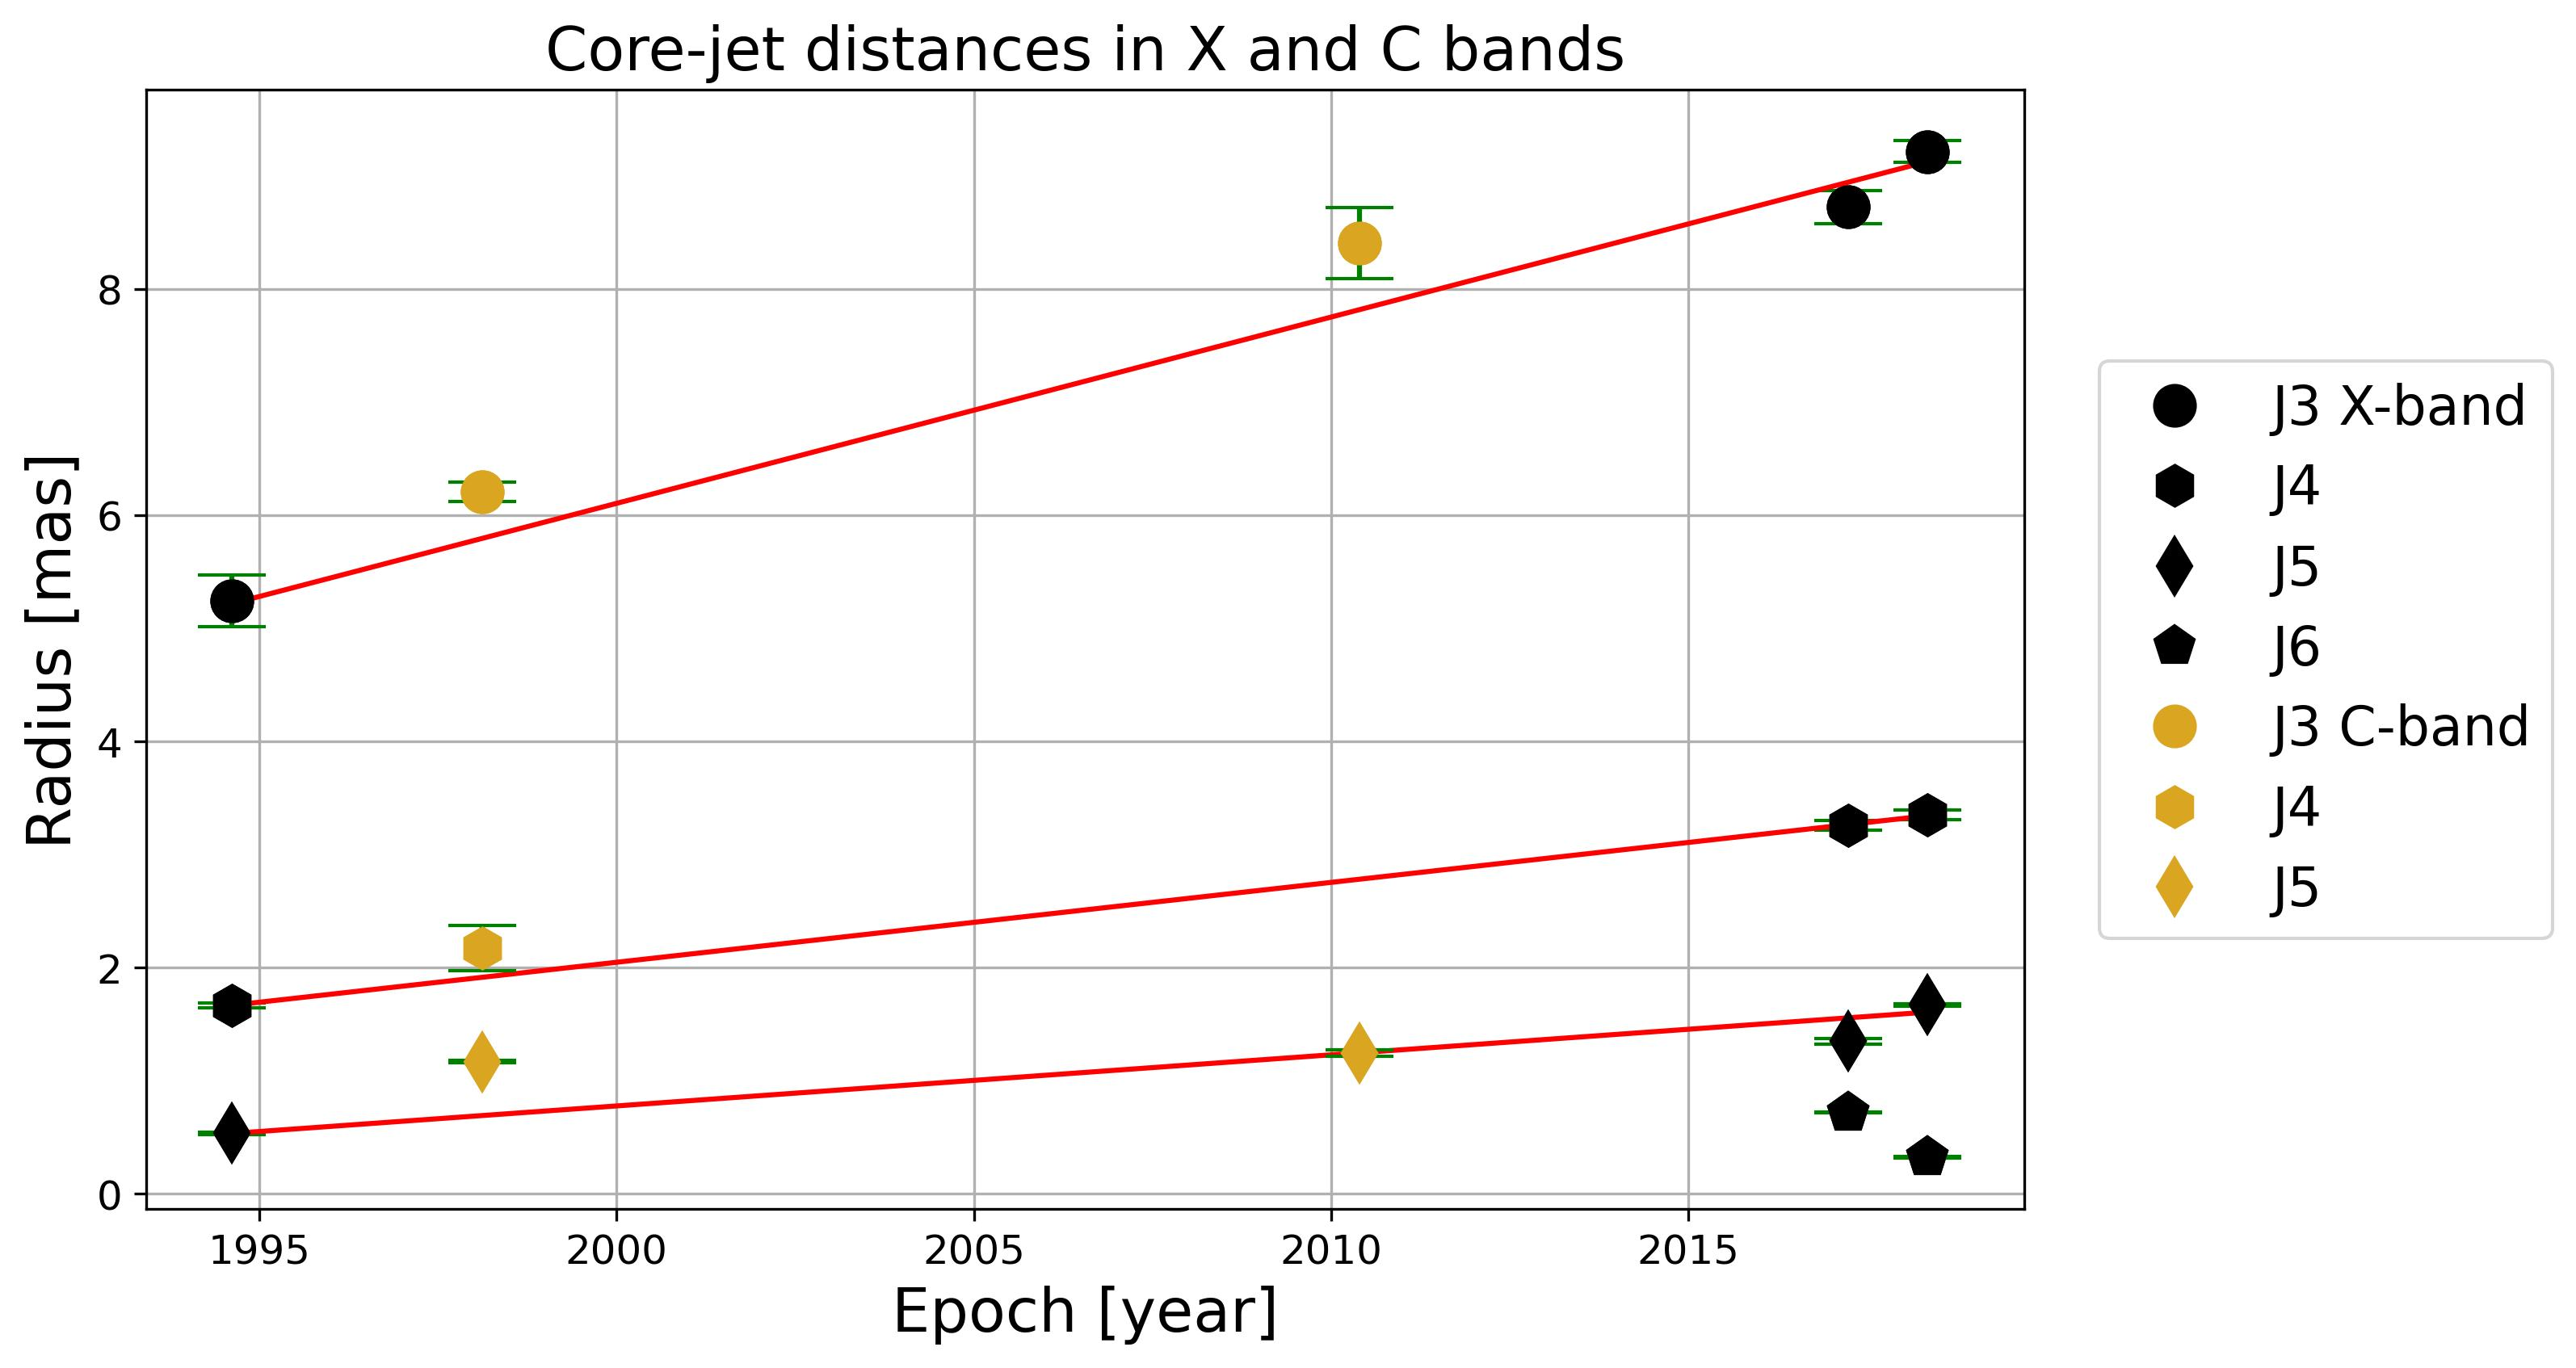 Core-jet distances in X and C bands
Radius [mas]
8
6
4
2
0
1995 2000 2005 2010 2015
Epoch [year]
J3 X-band
J4
J5
J6
J3 C-band
J4
J5